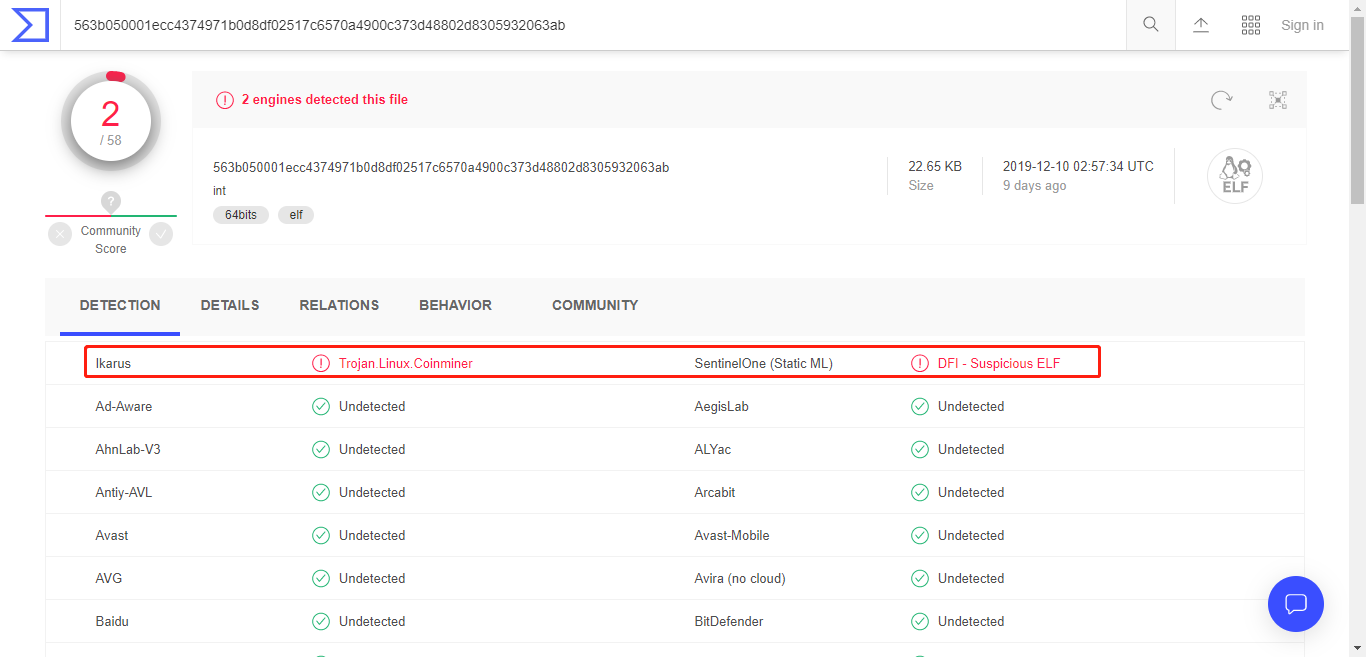 563b050001ecc4374971b0d8df02517c6570a4900c373d48802d8305932063ab
Sign in
2
/ 58
2 engines detected this file
563b050001ecc4374971b0d8df02517c6570a4900c373d48802d8305932063ab
int
64bits elf
22.65 KB
Size
2019-12-10 02:57:34 UTC
9 days ago
ELF
?
Community
Score
DETECTION DETAILS RELATIONS BEHAVIOR COMMUNITY
Ikarus Trojan.Linux.Coinminer SentinelOne (Static ML) DFI - Suspicious ELF
Ad-Aware Undetected AegisLab Undetected
AhnLab-V3 Undetected ALYac Undetected
Antiy-AVL Undetected Arcabit Undetected
Avast Undetected Avast-Mobile Undetected
AVG Undetected Avira (no cloud) Undetected
Baidu Undetected BitDefender Undetected